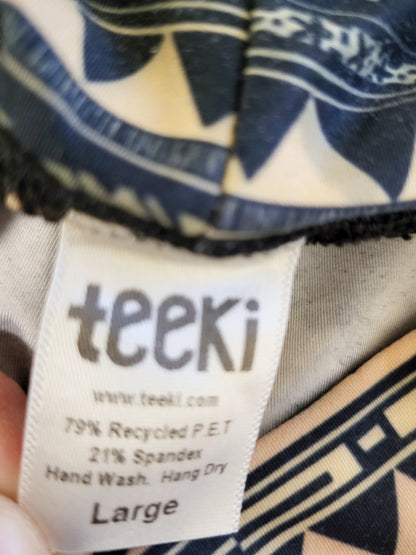 teeki
www.teeki.com
79% Recycled P.E.T
21% Spandex
Hand Wash. Hang Dry
Large